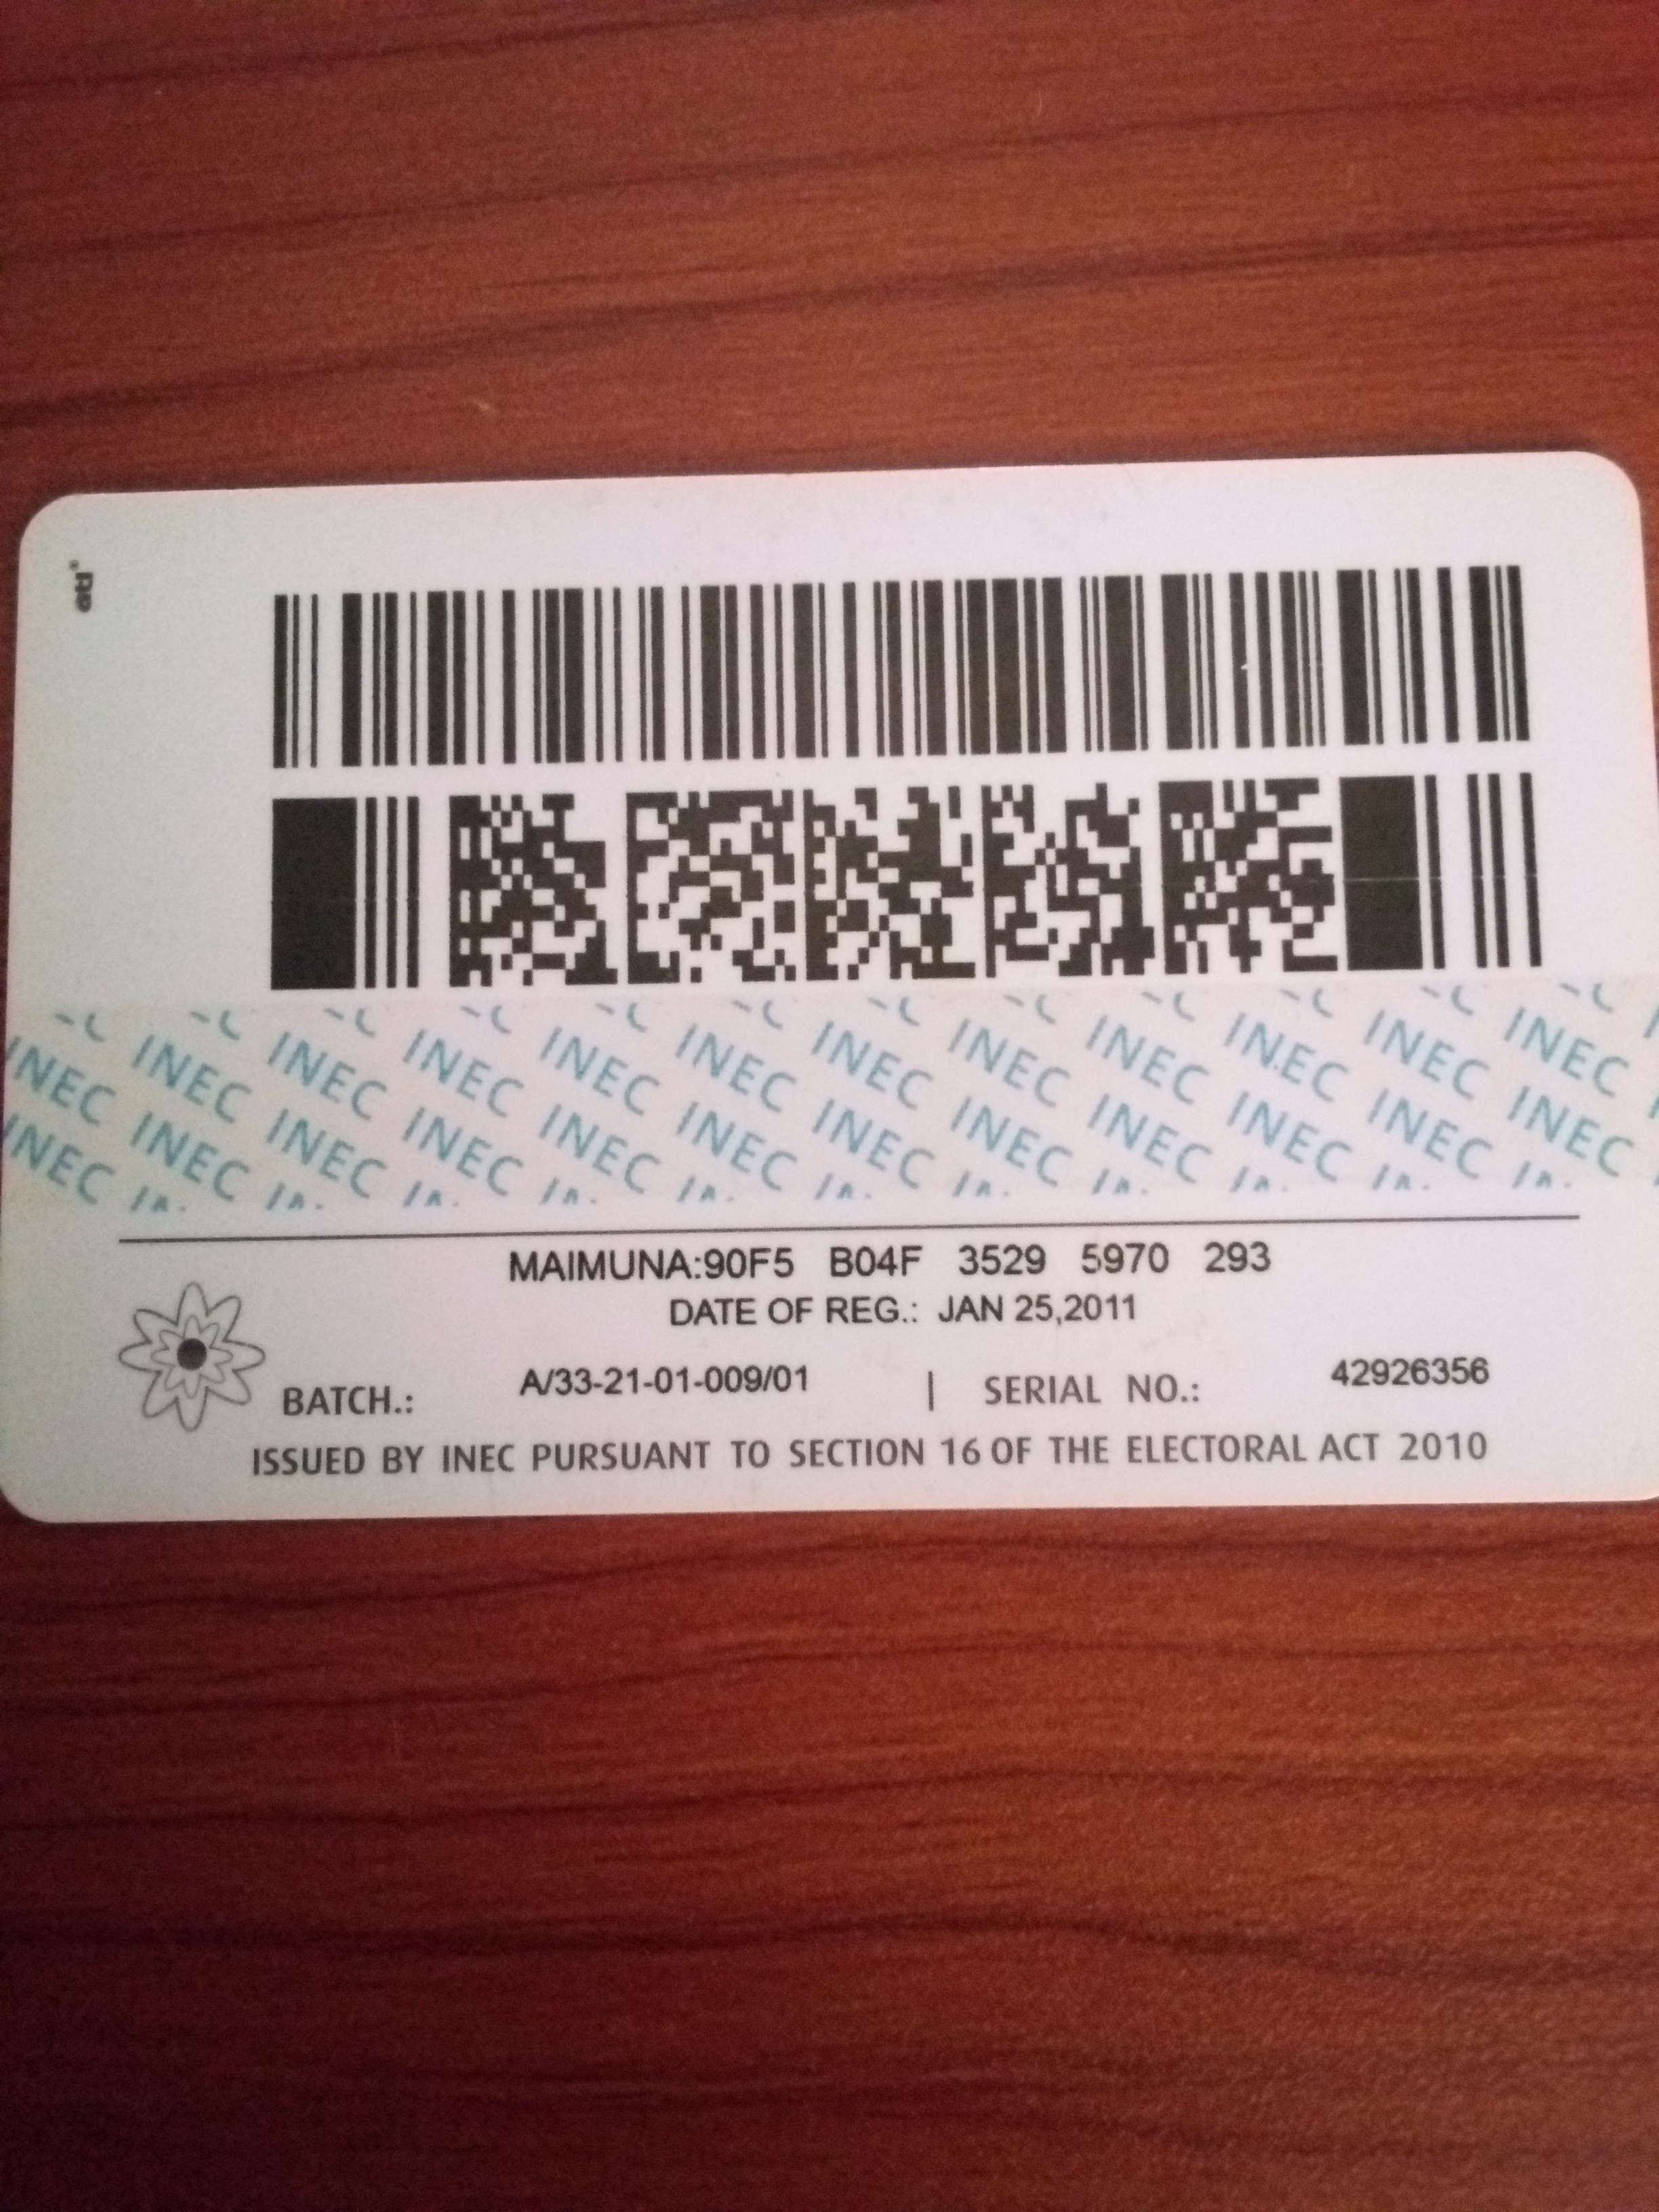 INEC INEC INEC INEC INEC INEC INEC INEC INEC INEC INEC INEC
INEC INEC INEC INEC INEC INEC INEC INEC INEC INEC INEC INEC
MAIMUNA:90F5 B04F 3529 5970 293
DATE OF REG.: JAN 25,2011
BATCH.: A/33-21-01-009/01 | SERIAL NO.: 42926356
ISSUED BY INEC PURSUANT TO SECTION 16 OF THE ELECTORAL ACT 2010